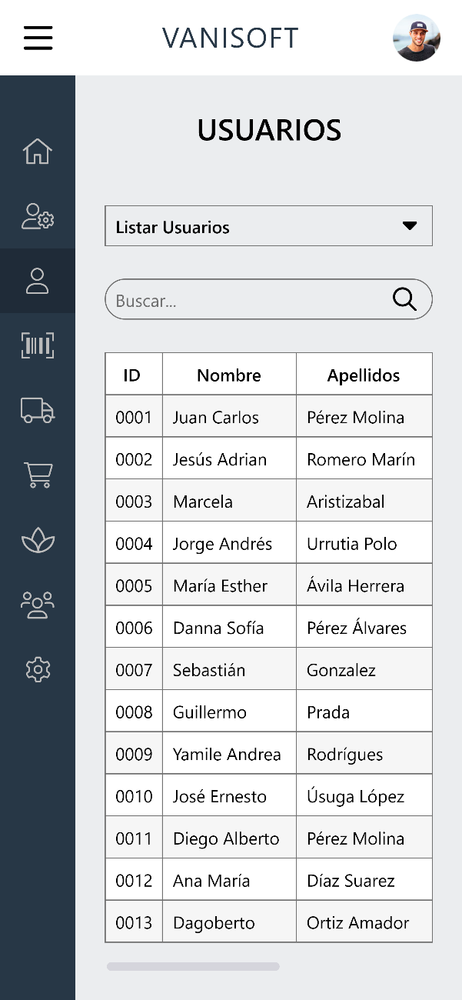 VANISOFT
USUARIOS
Listar Usuarios
Buscar...
ID Nombre Apellidos
0001 Juan Carlos Pérez Molina
0002 Jesús Adrian Romero Marín
0003 Marcela Aristizabal
0004 Jorge Andrés Urrutia Polo
0005 María Esther Ávila Herrera
0006 Danna Sofía Pérez Álvares
0007 Sebastián Gonzalez
0008 Guillermo Prada
0009 Yamile Andrea Rodrígues
0010 José Ernesto Úsuga López
0011 Diego Alberto Pérez Molina
0012 Ana María Díaz Suarez
0013 Dagoberto Ortiz Amador